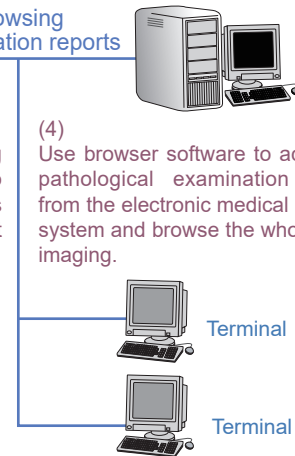 wsing
ation reports
(4)
Use browser software to ac
pathological examination
from the electronic medical
system and browse the who
imaging.
Terminal
Terminal